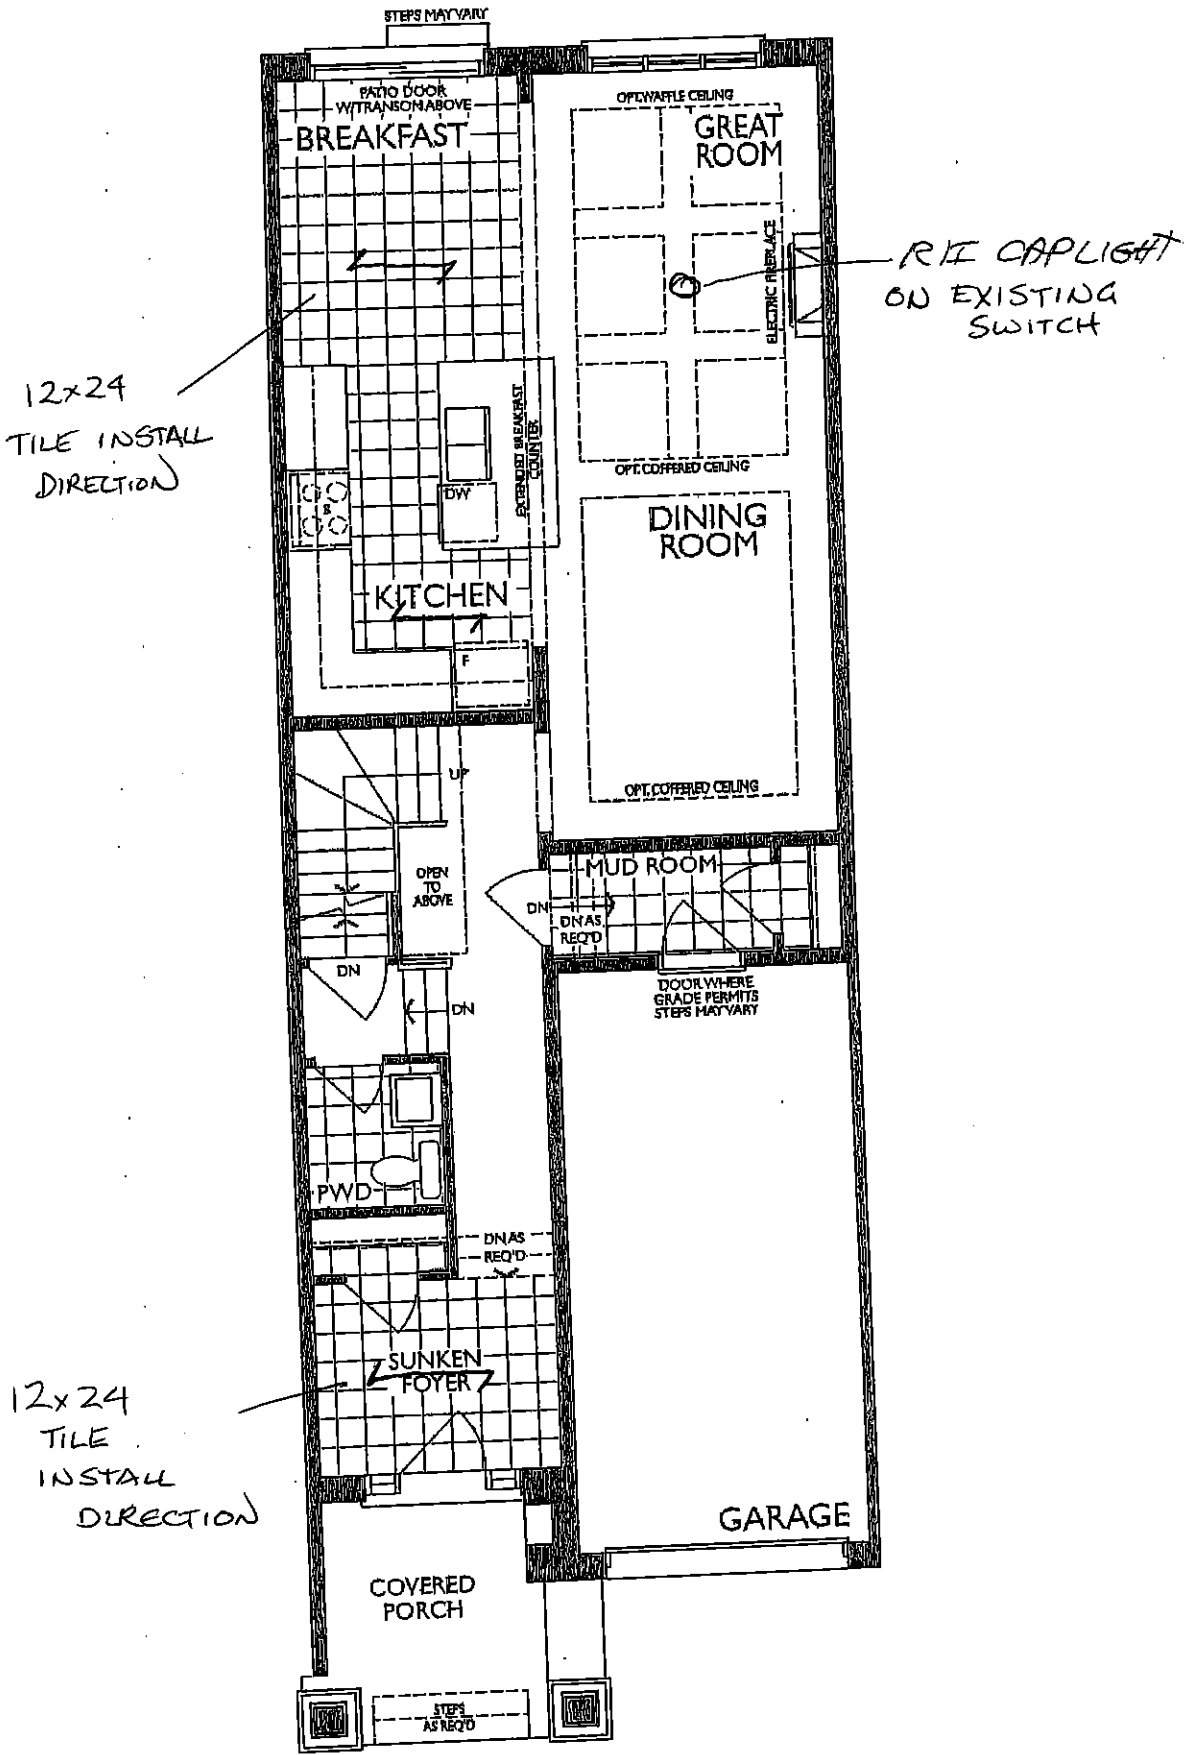 STEPS MAY VARY
PATIO DOOR
W/TRANSOM ABOVE
BREAKFAST
OPT. WAFFLE CEILING
GREAT
ROOM
ELECTRIC FIREPLACE
R/I CAPLIGHT
ON EXISTING
SWITCH
12x24
TILE INSTALL
DIRECTION
EXTENDED BREAKFAST
COUNTER
DW
OPT. COFFERED CEILING
DINING
ROOM
KITCHEN
F
OPT. COFFERED CEILING
UP
OPEN
TO
ABOVE
MUD ROOM
DN
DN AS
REQ'D
DN
DN
DOOR WHERE
GRADE PERMITS
STEPS MAY VARY
PWD
DN AS
REQ'D
SUNKEN
FOYER
12x24
TILE
INSTALL
DIRECTION
GARAGE
COVERED
PORCH
STEPS
AS REQ'D